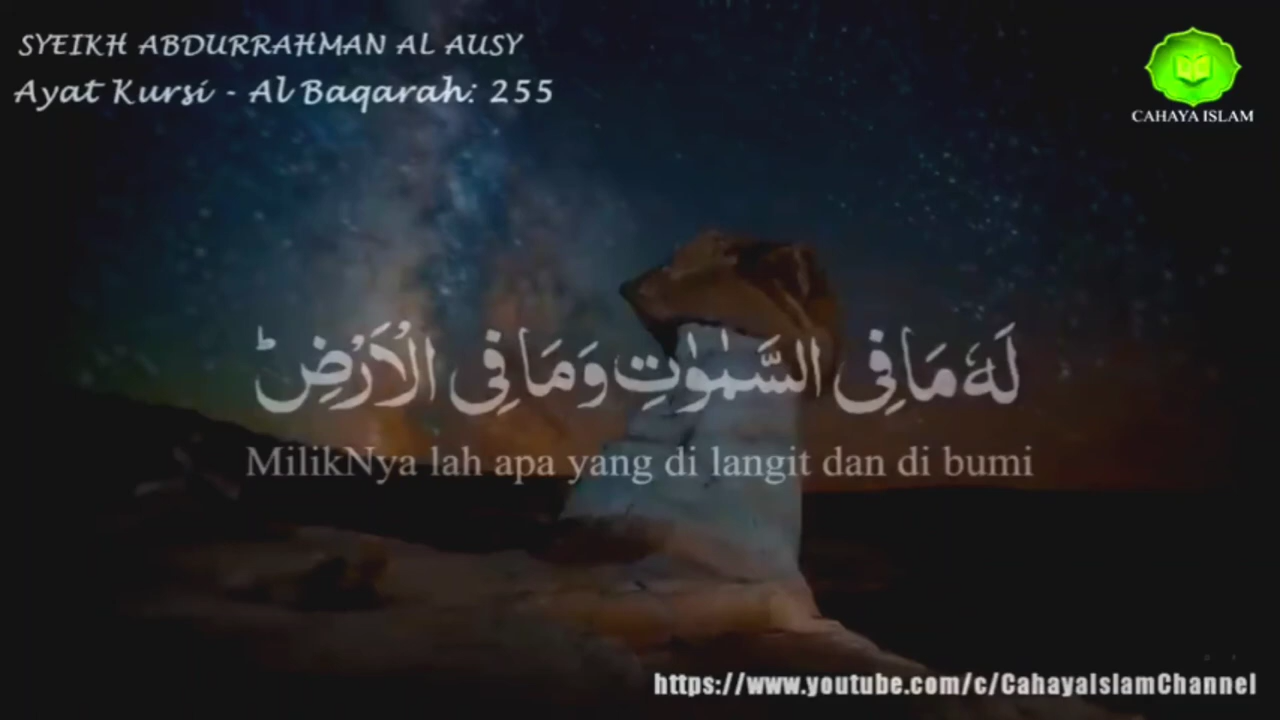 SYEIKH ABDURRAHMAN AL AUSY
Ayat Kursi - Al Baqarah: 255
CAHAYA ISLAM
لَهٗ مَا فِى السَّمٰوٰتِ وَمَا فِى الْاَرْضِۗ
MilikNya lah apa yang di langit dan di bumi
https://www.youtube.com/c/CahayaIslamChannel